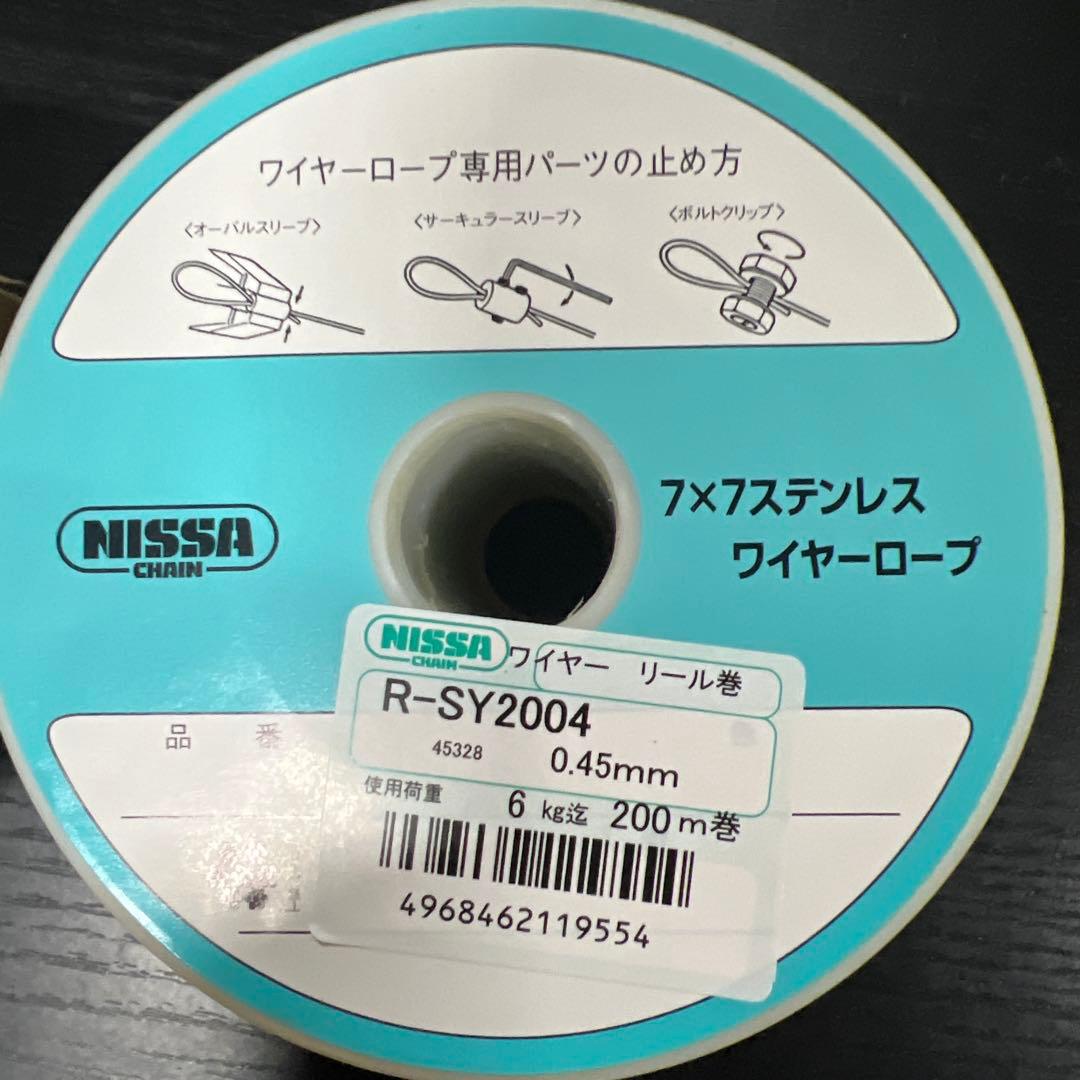 ワイヤーロープ専用パーツの止め方
〈オーバルスリーブ〉
〈サーキュラースリーブ〉
〈ボルトクリップ〉
NISSA
CHAIN
7×7ステンレス
ワイヤーロープ
NISSA
CHAIN
ワイヤー リール巻
R-SY2004
45328 0.45mm
品 番
使用荷重 6 kg迄 200m巻
4968462119554